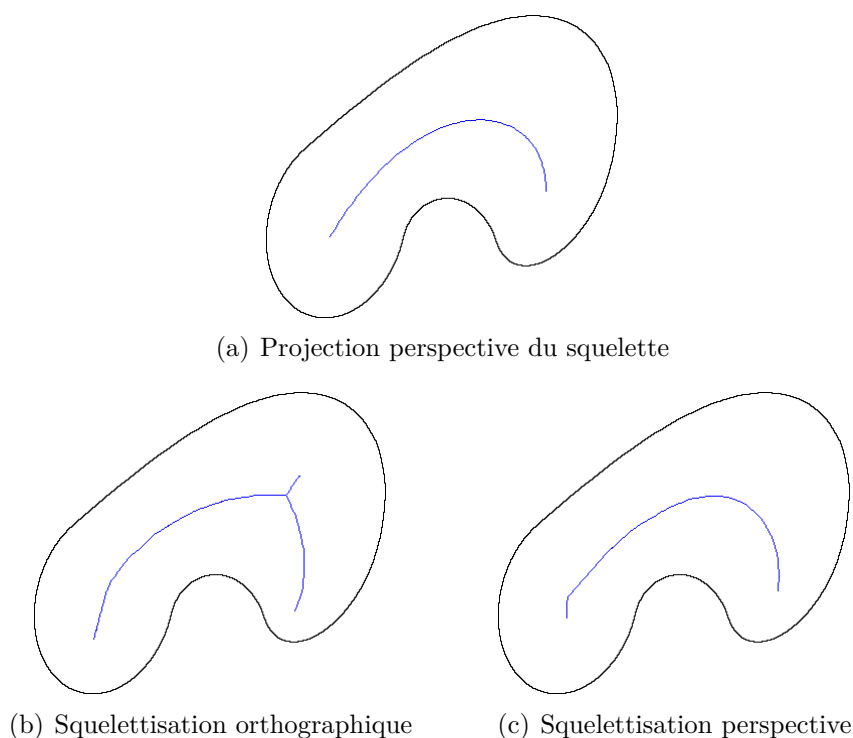 (a) Projection perspective du squelette
(b) Squelettisation orthographique
(c) Squelettisation perspective